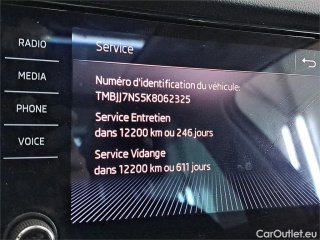 RADIO
MEDIA
PHONE
VOICE
Service
Numéro d'identification du véhicule:
TMBJJ7NS5K8062325
Service Entretien
dans 12200 km ou 246 jours
Service Vidange
dans 12200 km ou 611 jours
CarOutlet.eu